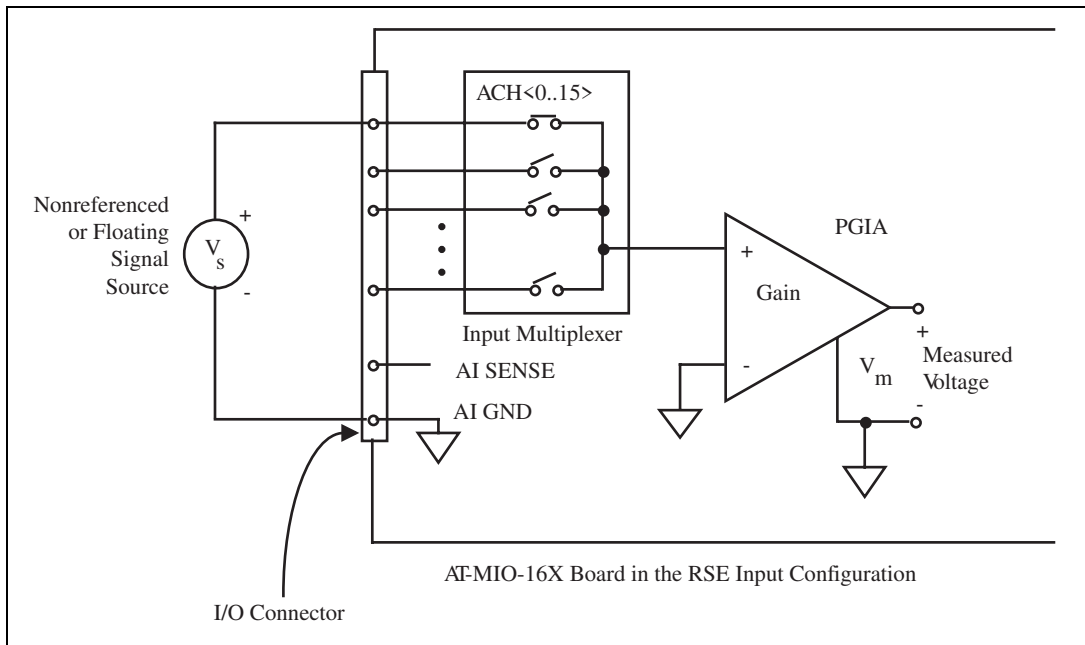 ACH<0..15>
Nonreferenced
or Floating
Signal
Source
+
V
s
-
PGIA
+
Gain
-
Input Multiplexer
+
Measured
Voltage
V
m
-
AI SENSE
AI GND
AT-MIO-16X Board in the RSE Input Configuration
I/O Connector